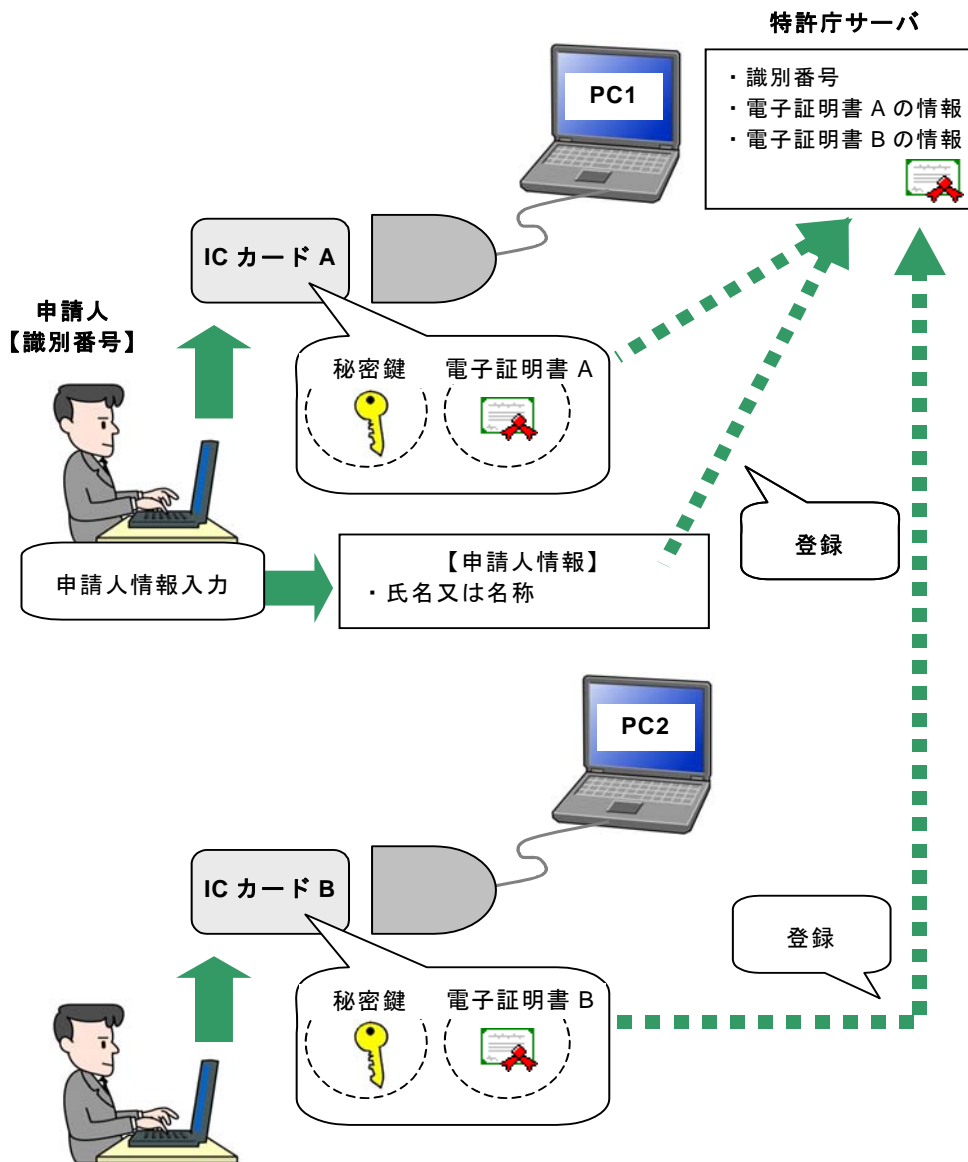 特許庁サーバ
PC1
・識別番号
・電子証明書 A の情報
・電子証明書 B の情報
IC カード A
申請人
【識別番号】
秘密鍵
電子証明書 A
登録
申請人情報入力
【申請人情報】
・氏名又は名称
PC2
IC カード B
登録
秘密鍵
電子証明書 B